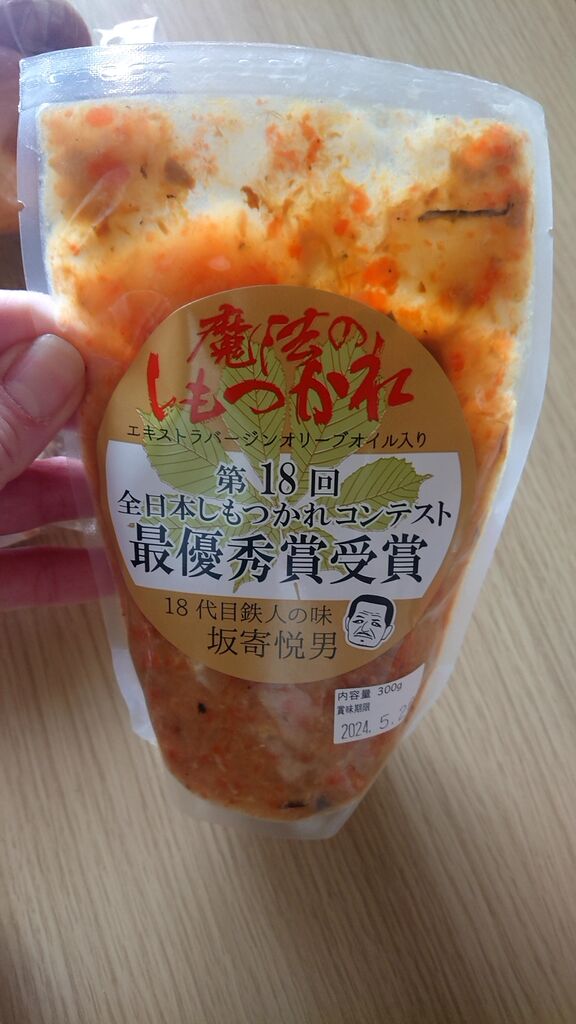 魔法の
しもつかれ
エキストラバージンオリーブオイル入り
第18回
全日本しもつかれコンテスト
最優秀賞受賞
18代目鉄人の味
坂寄悦男
内容量 300g
賞味期限
2024. 5.